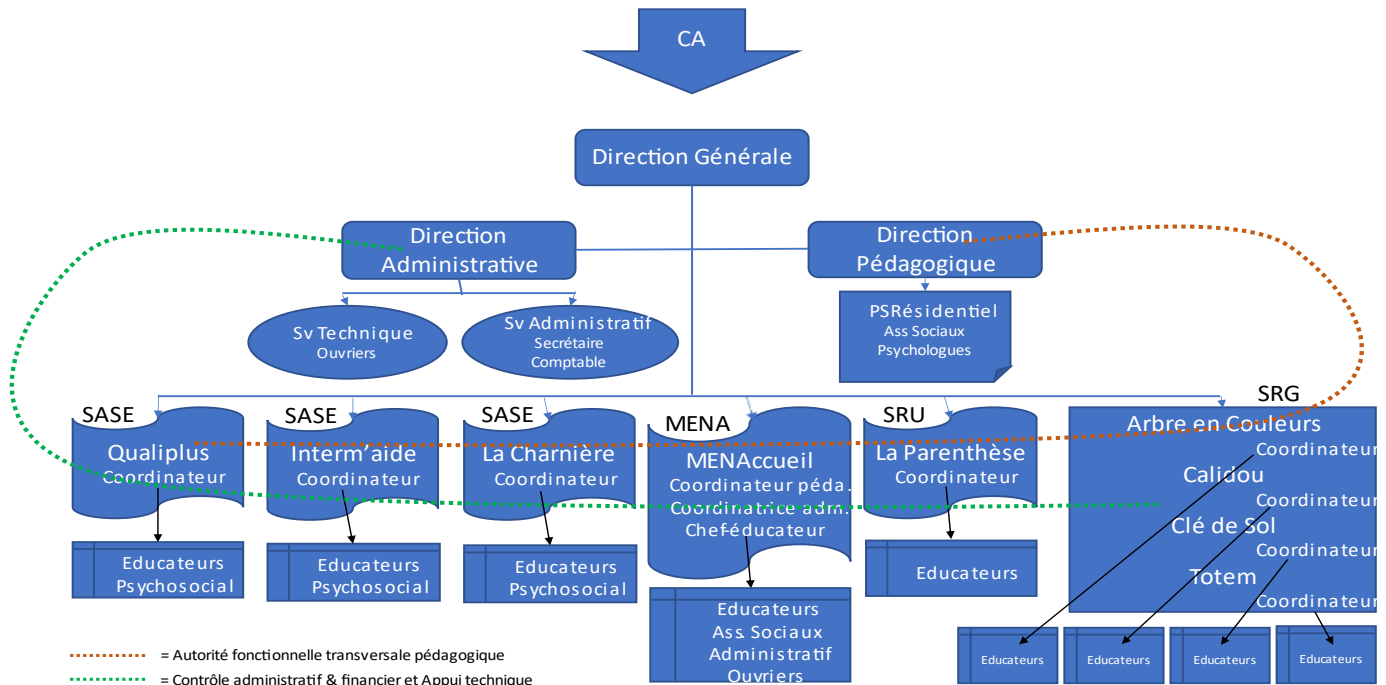 CA
Direction Générale
Direction
Administrative
Direction
Pédagogique
Sv Technique
Ouvriers
Sv Administratif
Secrétaire
Comptable
PSRésidentiel
Ass Sociaux
Psychologues
SASE
Qualiplus
Coordinateur
SASE
Interm'aide
Coordinateur
SASE
La Charnière
Coordinateur
MENA
MENAccueil
Coordinateur péda.
Coordinatrice adm.
Chef éducateur
SRU
La Parenthèse
Coordinateur
SRG
Arbre en Couleurs
Coordinateur
Calidou
Coordinateur
Clé de Sol
Coordinateur
Totem
Coordinateur
Educateurs
Psychosocial
Educateurs
Psychosocial
Educateurs
Psychosocial
Educateurs
Ass. Sociaux
Administratif
Ouvriers
Educateurs
Educateurs
Educateurs
Educateurs
Educateurs
= Autorité fonctionnelle transversale pédagogique
= Contrôle administratif & financier et Appui technique